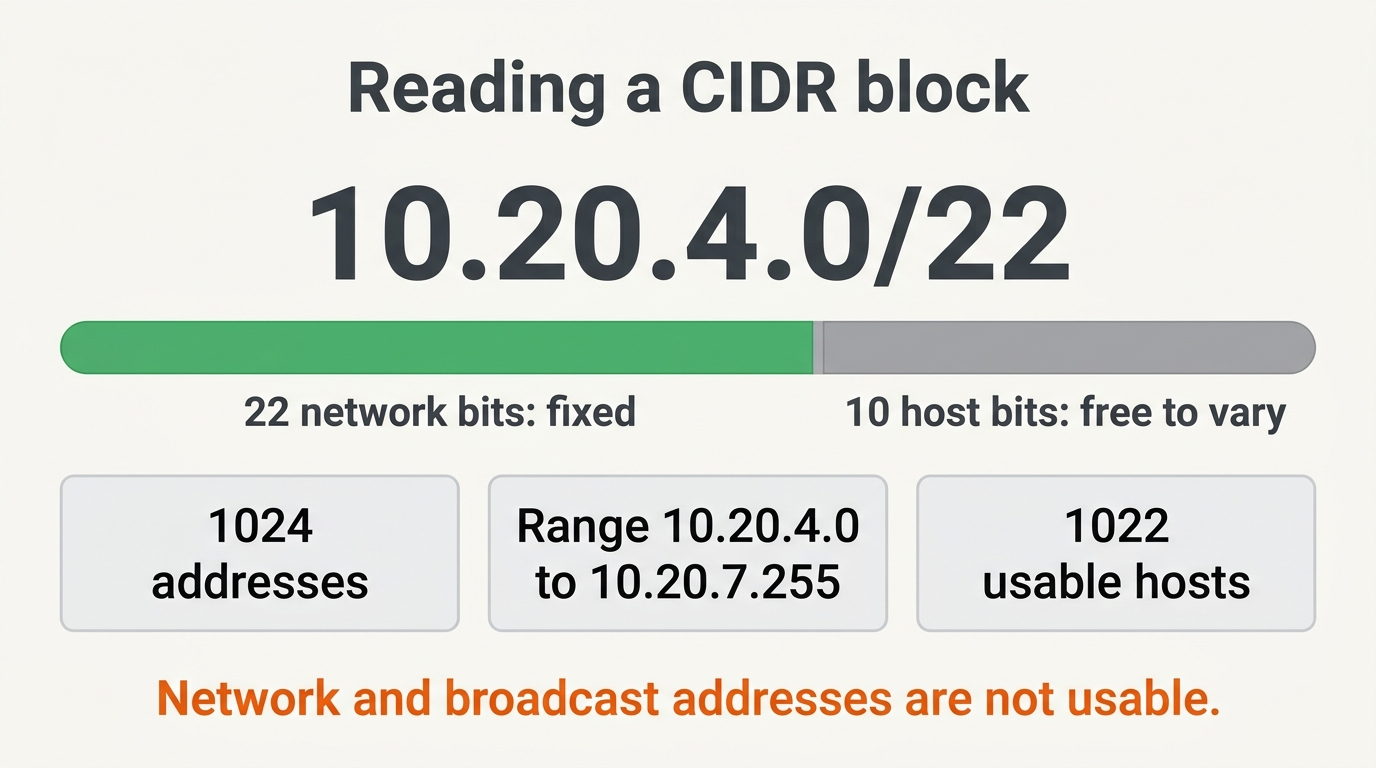 Reading a CIDR block
10.20.4.0/22
22 network bits: fixed
10 host bits: free to vary
1024
addresses
Range 10.20.4.0
to 10.20.7.255
1022
usable hosts
Network and broadcast addresses are not usable.